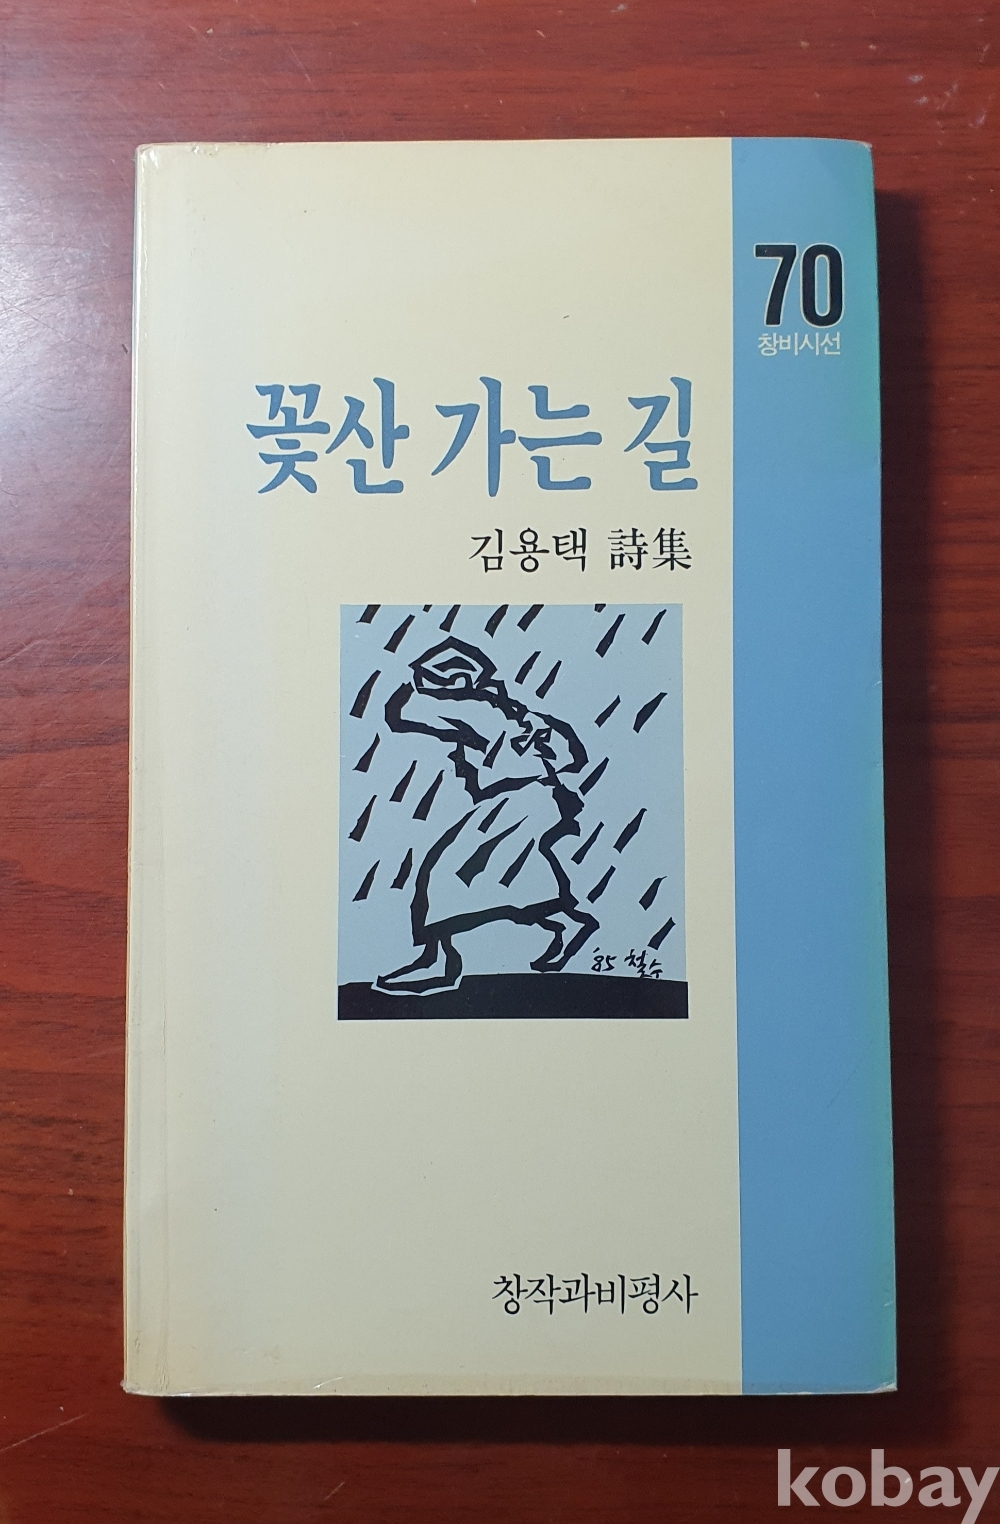 70
창비시선
꽃산 가는 길
김용택 詩集
'85 철수
창작과비평사
kobay